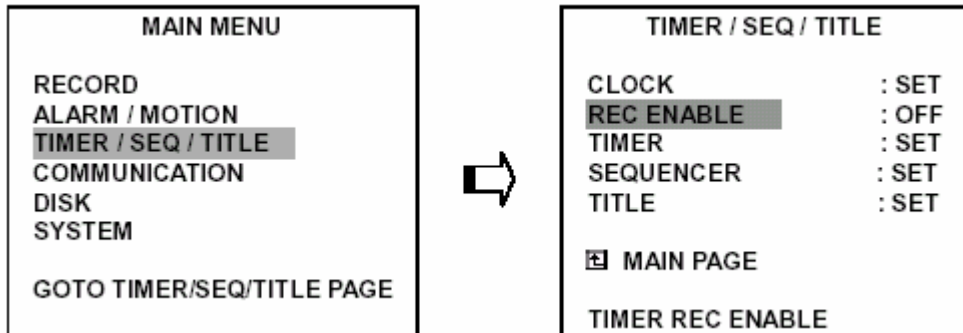 MAIN MENU
RECORD
ALARM / MOTION
TIMER / SEQ / TITLE
COMMUNICATION
DISK
SYSTEM
GOTO TIMER/SEQ/TITLE PAGE
TIMER / SEQ / TITLE
CLOCK : SET
REC ENABLE : OFF
TIMER : SET
SEQUENCER : SET
TITLE : SET
MAIN PAGE
TIMER REC ENABLE